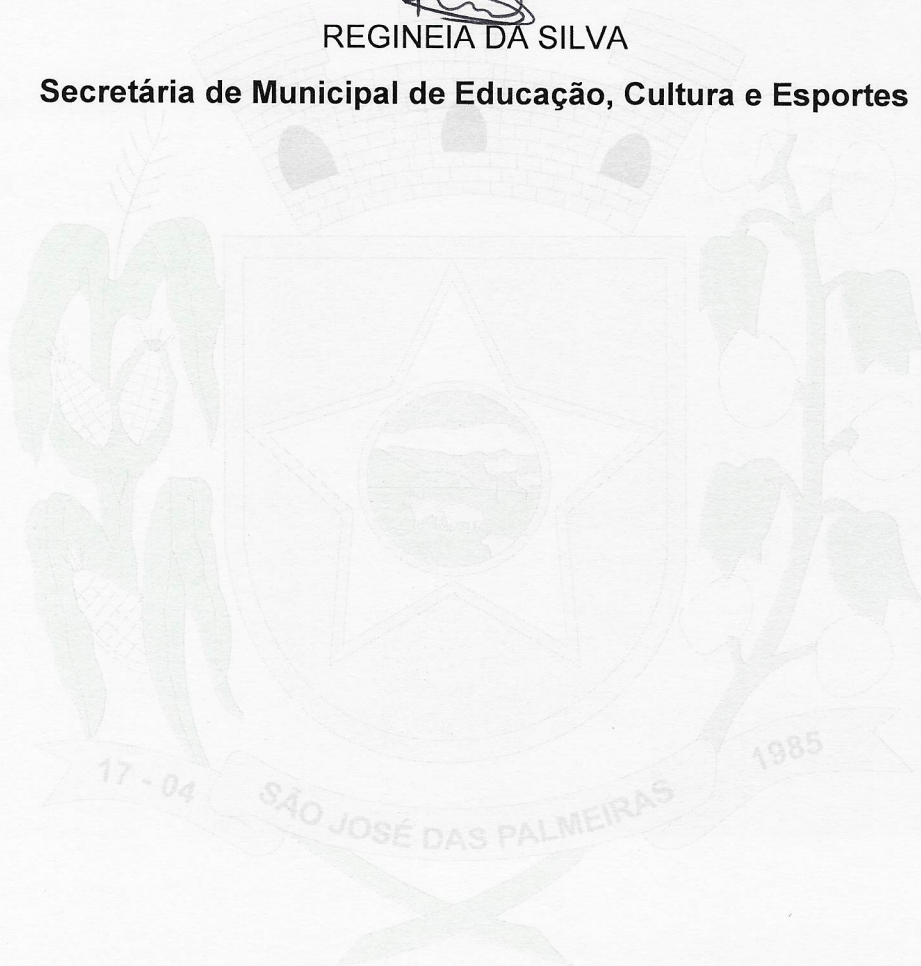 REGINEIA DA SILVA
Secretária de Municipal de Educação, Cultura e Esportes
17 - 04
SÃO JOSÉ DAS PALMEIRAS
1985